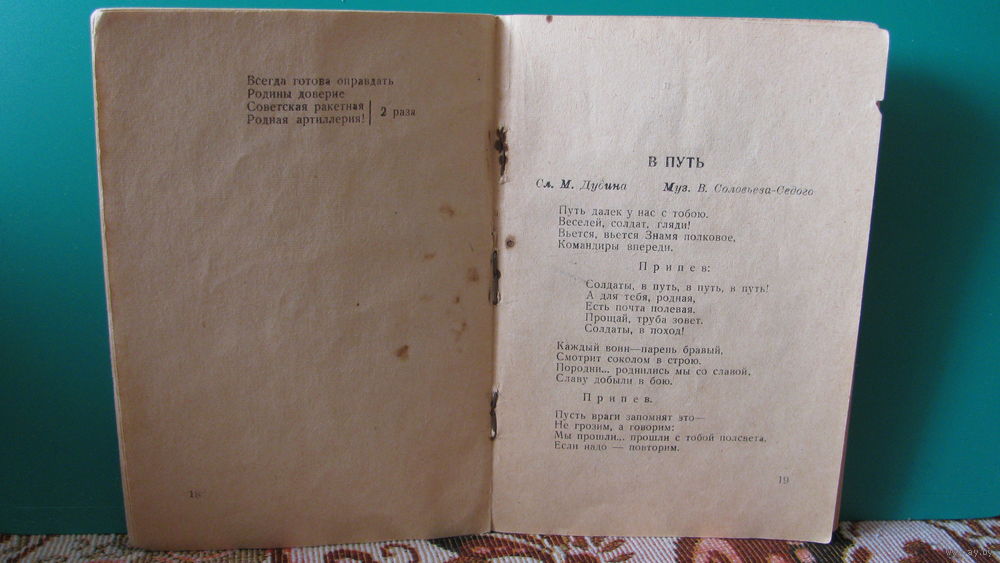 Всегда готова оправдать
Родины доверие
Советская ракетная
Родная артиллерия!
2 раза
18
В ПУТЬ
Сл. М. Дудина Муз. В. Соловьева-Седого
Путь далек у нас с тобою.
Веселей, солдат, гляди!
Вьется, вьется Знамя полковое,
Командиры впереди.
Припев:
Солдаты, в путь, в путь, в путь!
А для тебя, родная,
Есть почта полевая.
Прощай, труба зовет.
Солдаты, в поход!
Каждый воин—парень бравый,
Смотрит соколом в строю.
Породни... роднились мы со славой,
Славу добыли в бою.
Припев.
Пусть враги запомнят это—
Не грозим, а говорим:
Мы прошли... прошли с тобой полсвета,
Если надо — повторим.
19